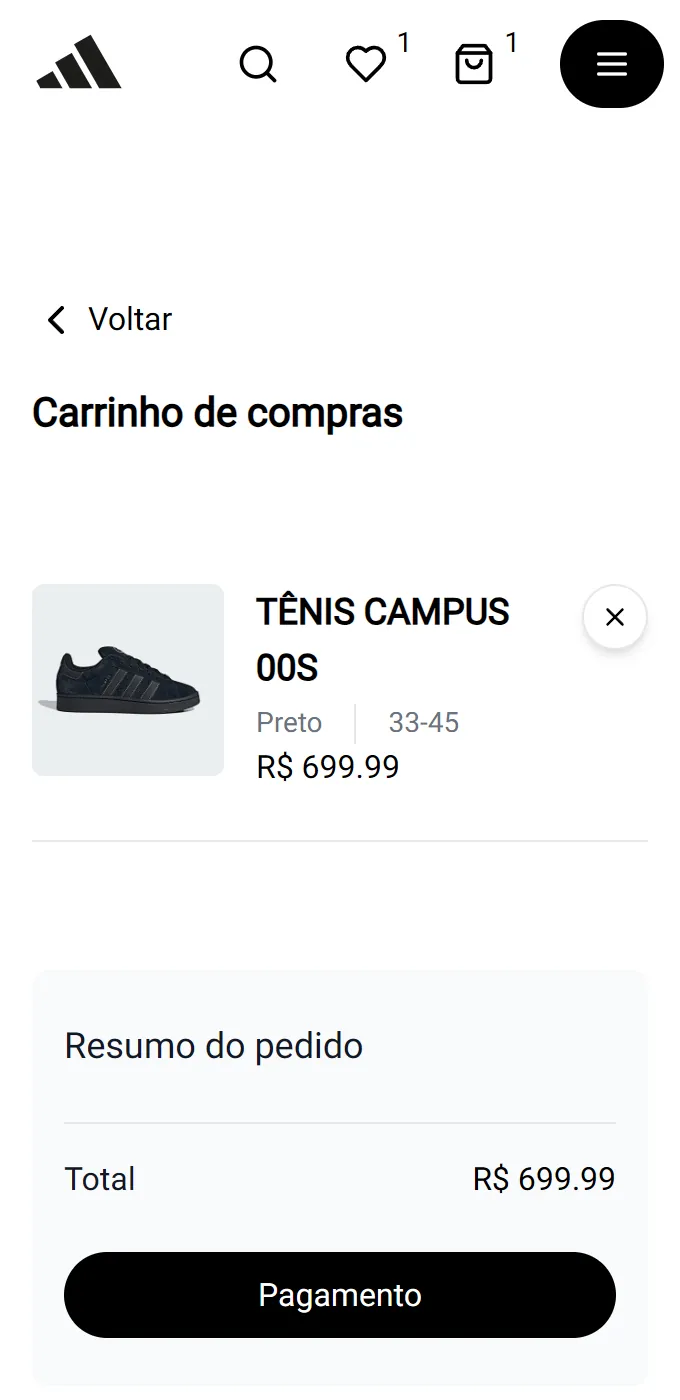 1
1
Voltar
Carrinho de compras
TÊNIS CAMPUS
00S
Preto
33-45
R$ 699.99
Resumo do pedido
Total
R$ 699.99
Pagamento